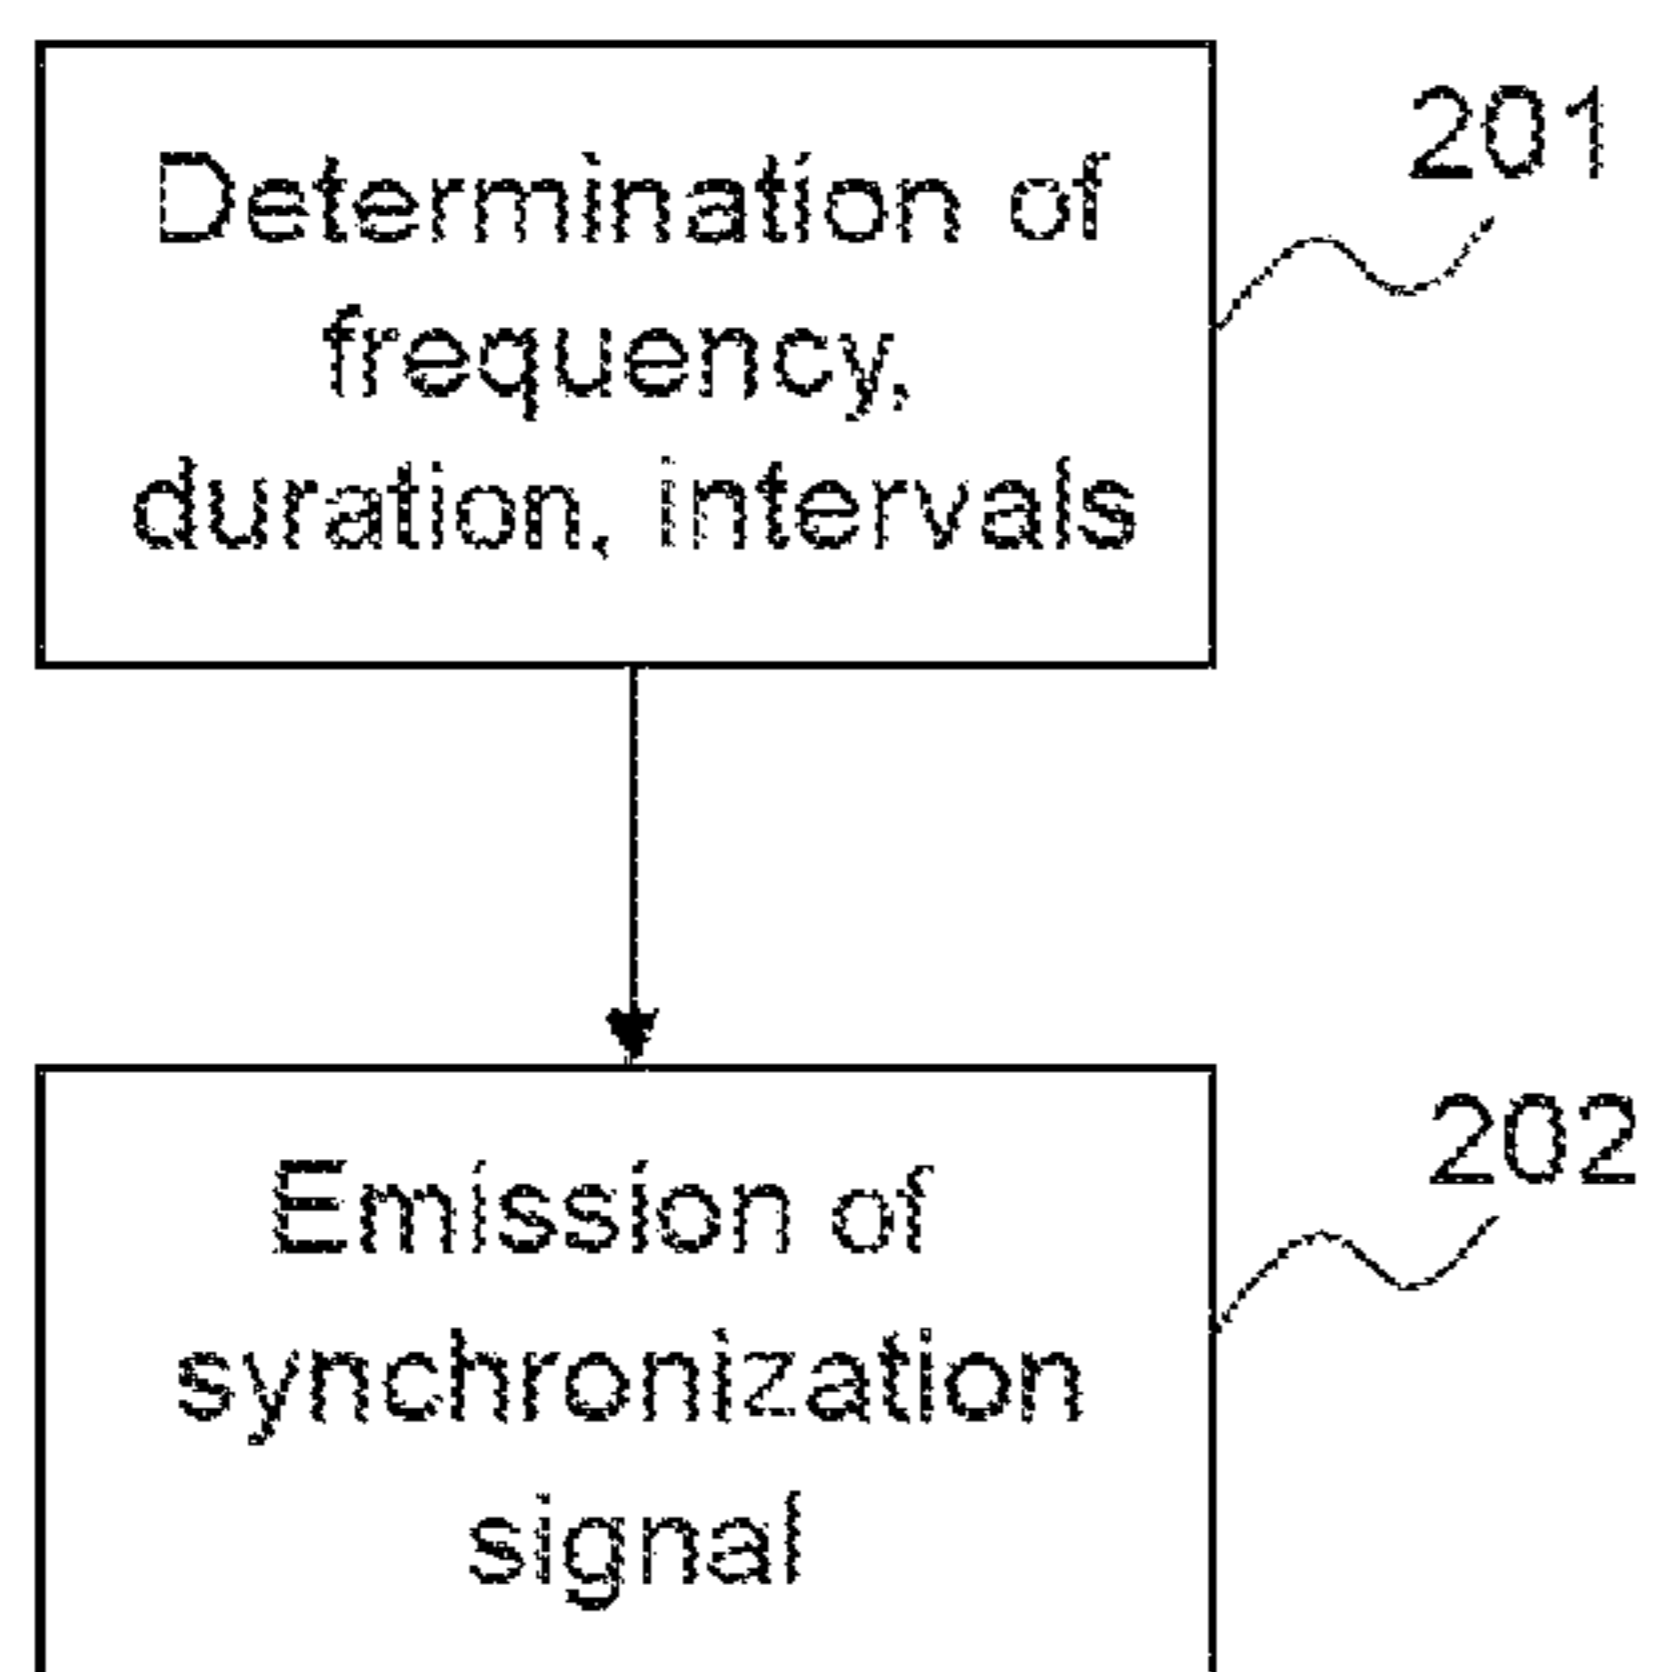 201
Determination of
frequency,
duration, intervals
202
Emission of
synchronization
signal